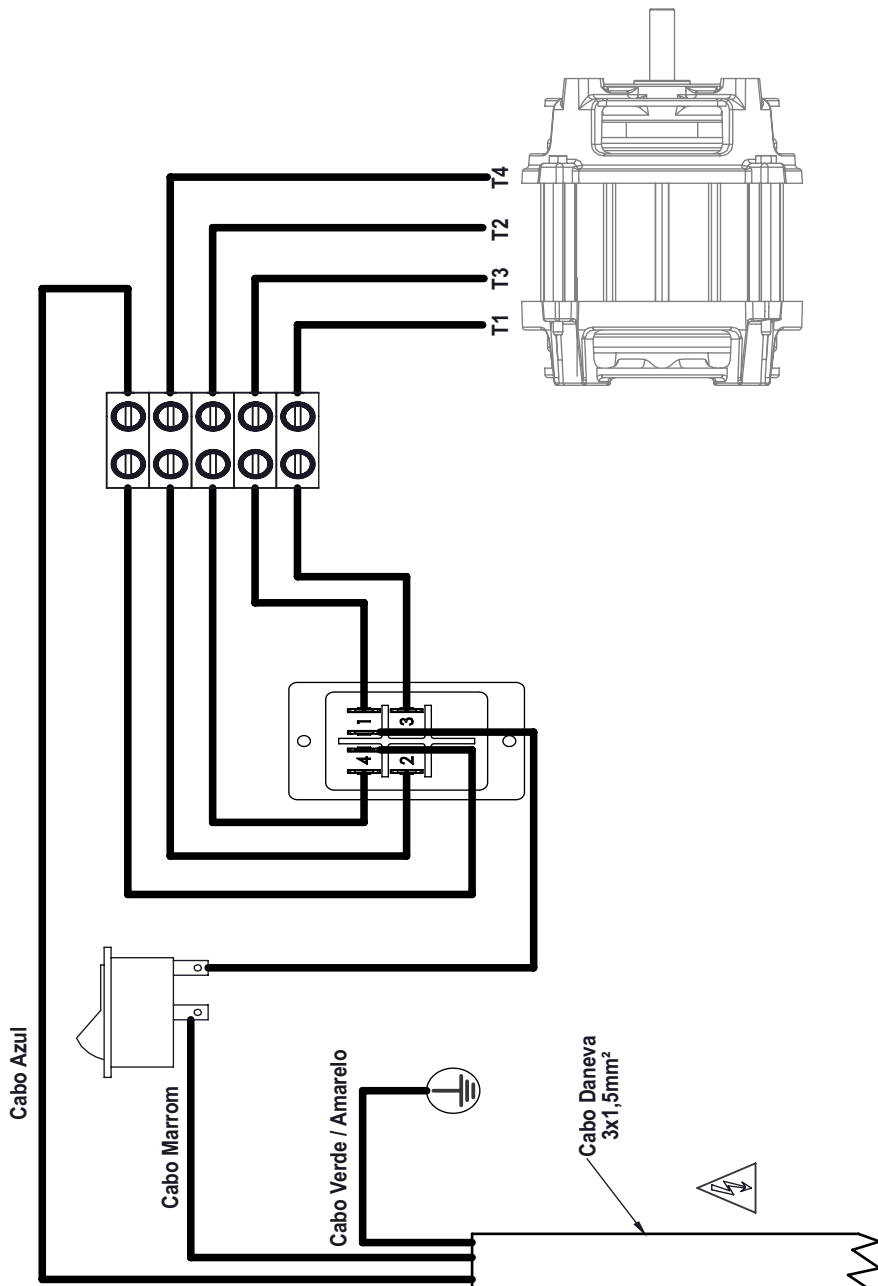 T4
T2
T3
T1
1
3
4
2
Cabo Azul
Cabo Marrom
Cabo Verde / Amarelo
Cabo Daneva
3x1,5mm²